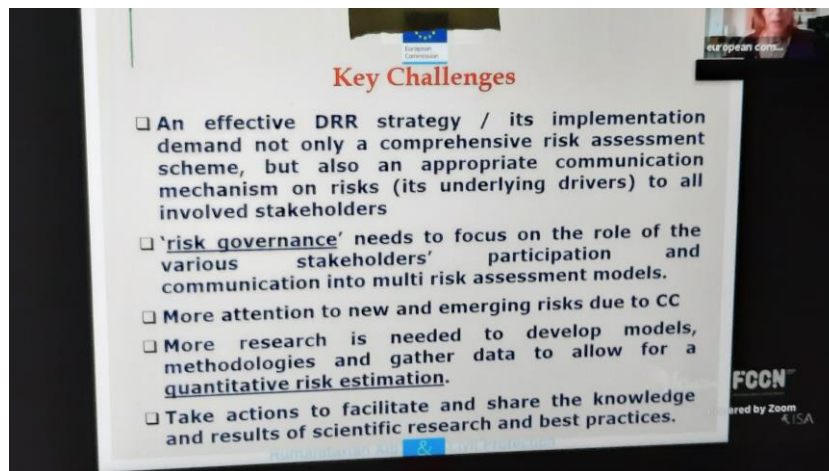 european com...
European
Commission
Key Challenges
❑ An effective DRR strategy / its implementation
demand not only a comprehensive risk assessment
scheme, but also an appropriate communication
mechanism on risks (its underlying drivers) to all
involved stakeholders
❑ ‘risk governance’ needs to focus on the role of the
various stakeholders’ participation and
communication into multi risk assessment models.
❑ More attention to new and emerging risks due to CC
❑ More research is needed to develop models,
methodologies and gather data to allow for a
quantitative risk estimation.
❑ Take actions to facilitate and share the knowledge
and results of scientific research and best practices.
FCCN
ered by Zoom
Humanitarian Aid & Civil Protection